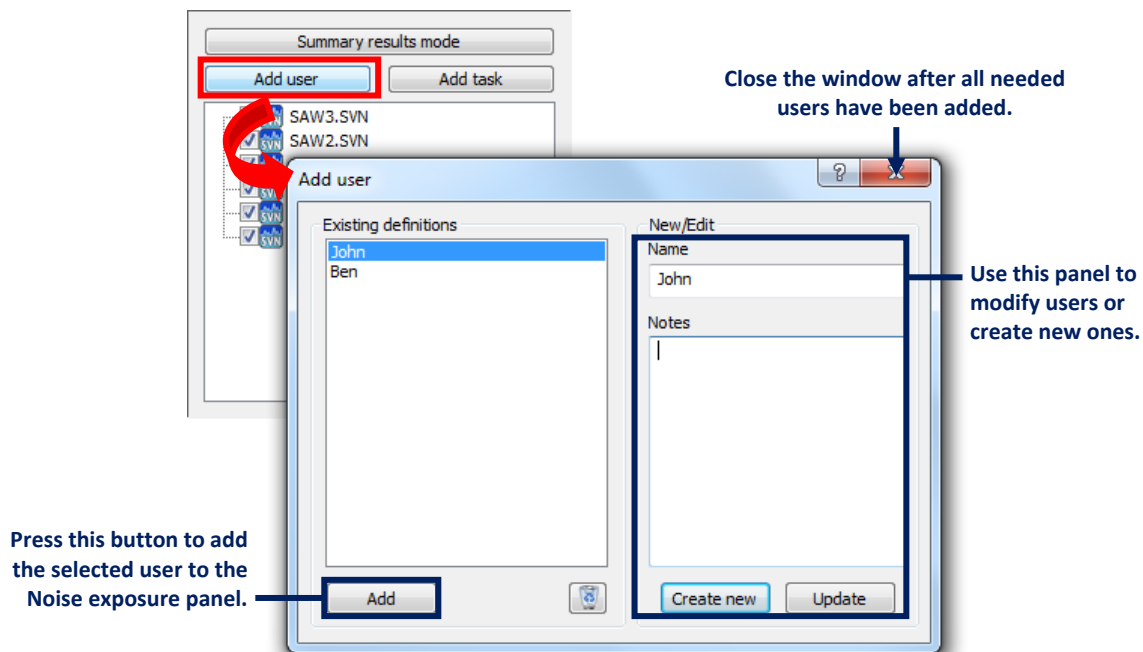 Summary results mode
Add user
Add task
SAW3.SVN
SAW2.SVN
Close the window after all needed
users have been added.
Add user
Existing definitions
John
Ben
New/Edit
Name
John
Notes
Use this panel to
modify users or
create new ones.
Press this button to add
the selected user to the
Noise exposure panel.
Add
Create new
Update